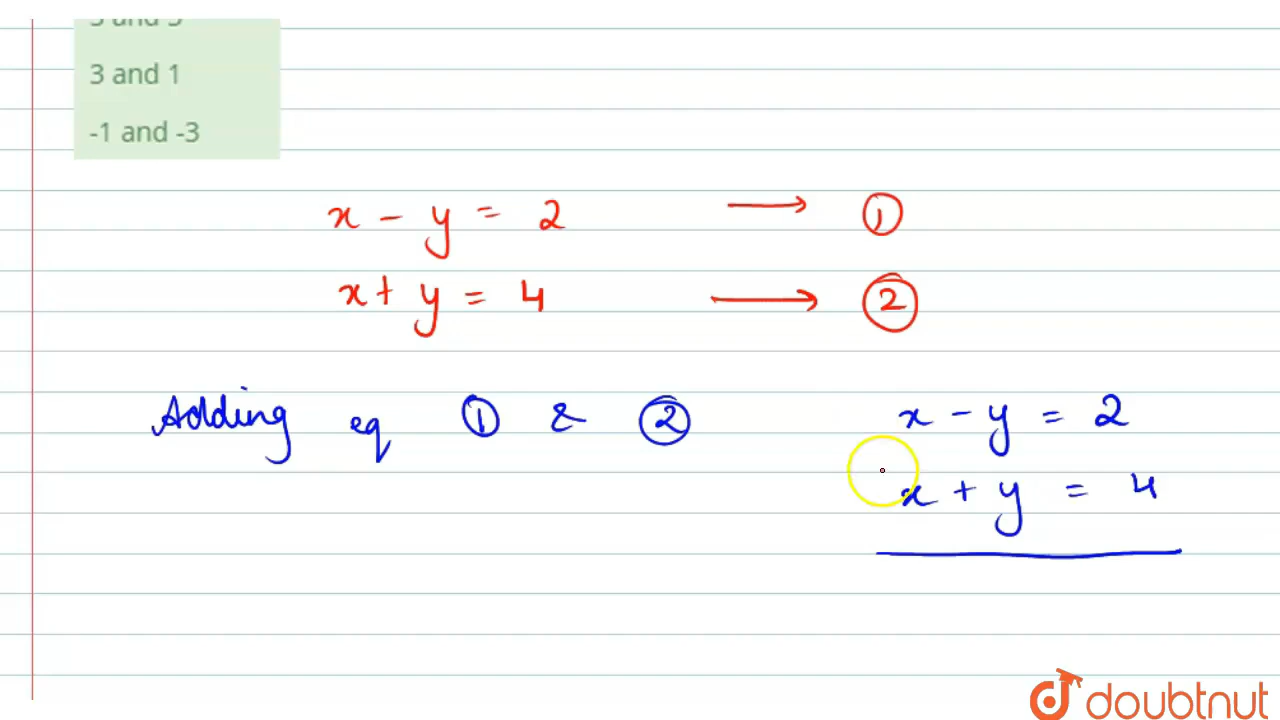 3 and 1
-1 and -3
x - y = 2 → ①
x + y = 4 → ②
Adding eq ① & ② x - y = 2
x + y = 4
doubtnut